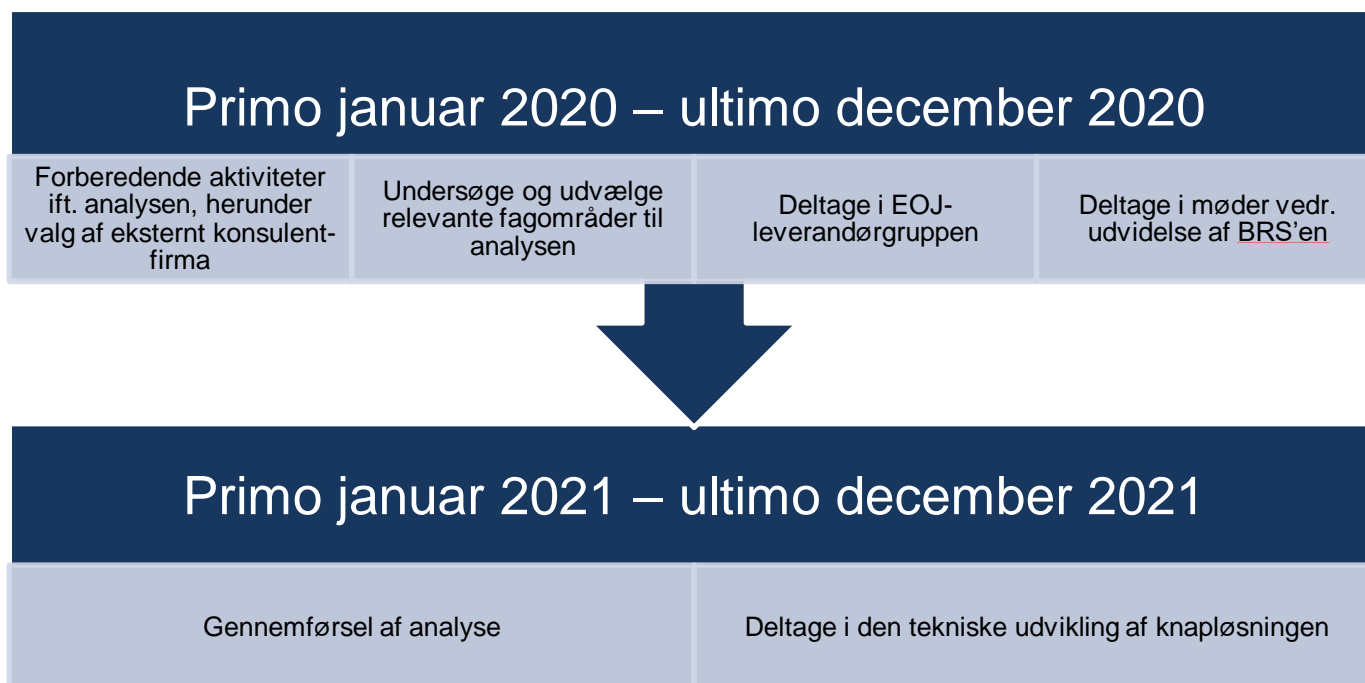 Primo januar 2020 – ultimo december 2020
Forberedende aktiviteter
ift. analysen, herunder
valg af eksternt konsulent-
firma
Undersøge og udvælge
relevante fagområder til
analysen
Deltage i EOJ-
leverandørgruppen
Deltage i møder vedr.
udvidelse af BRS’en
Primo januar 2021 – ultimo december 2021
Gennemførsel af analyse
Deltage i den tekniske udvikling af knapløsningen